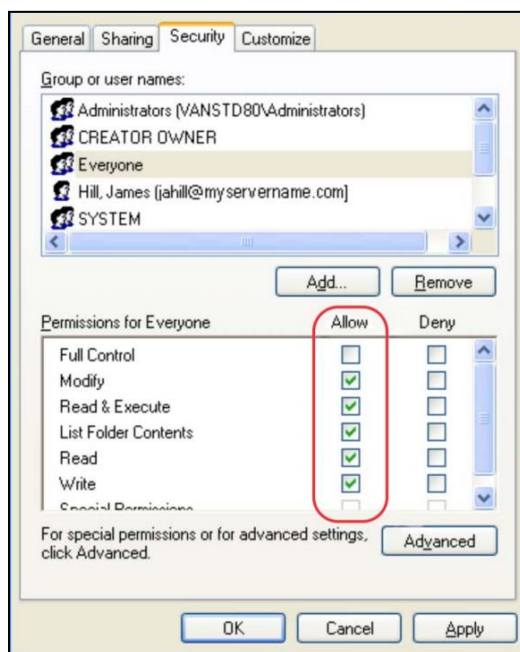 General Sharing Security Customize
Group or user names:
Administrators (VANSTD80\Administrators)
CREATOR OWNER
Everyone
Hill, James (jahill@myservername.com]
SYSTEM
Add... Remove
Permissions for Everyone Allow Deny
Full Control
Modify
Read & Execute
List Folder Contents
Read
Write
Special Permissions
For special permissions or for advanced settings,
click Advanced.
Advanced
OK Cancel Apply